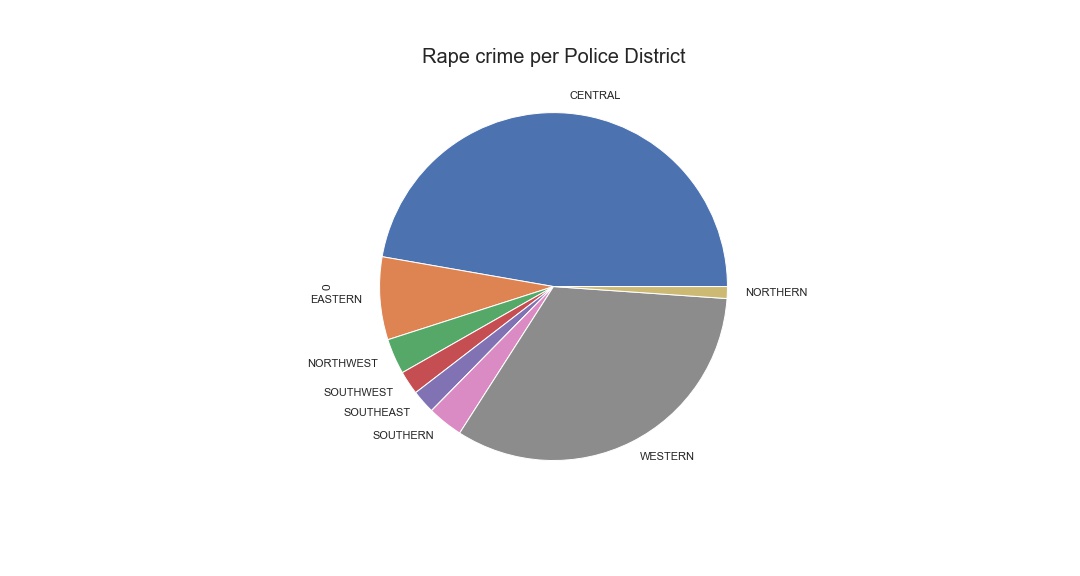 Rape crime per Police District
CENTRAL
0
EASTERN
NORTHERN
NORTHWEST
SOUTHWEST
SOUTHEAST
SOUTHERN
WESTERN